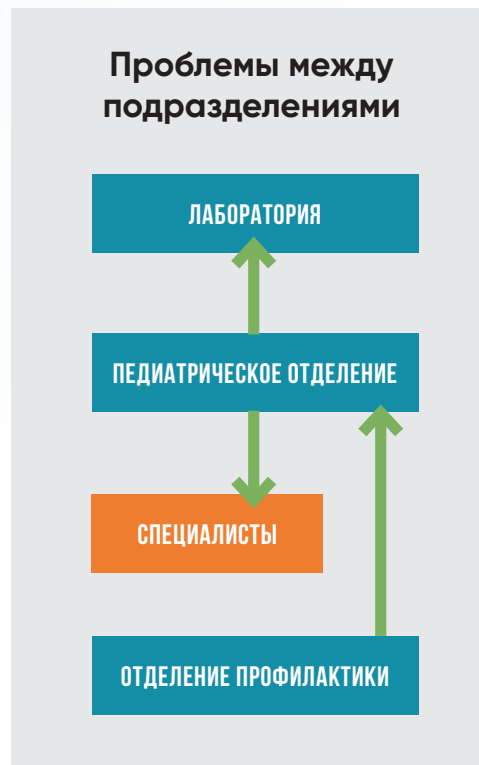 Проблемы между
подразделениями
ЛАБОРАТОРИЯ
ПЕДИАТРИЧЕСКОЕ ОТДЕЛЕНИЕ
СПЕЦИАЛИСТЫ
ОТДЕЛЕНИЕ ПРОФИЛАКТИКИ